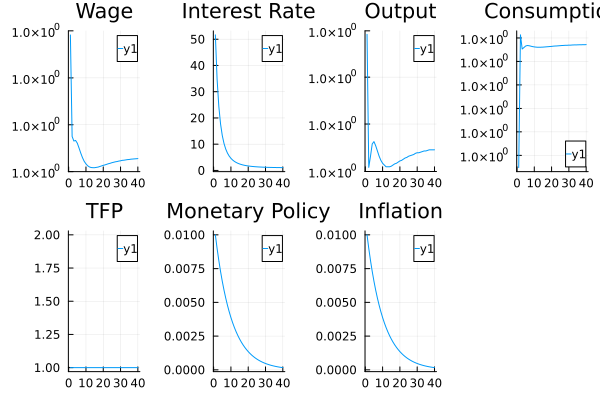 Wage
Interest Rate
Output
Consumptio
1.0×10⁰
1.0×10⁰
1.0×10⁰
1.0×10⁰
0 10 20 30 40
y1
50
40
30
20
10
0
0 10 20 30 40
y1
1.0×10⁰
1.0×10⁰
1.0×10⁰
1.0×10⁰
0 10 20 30 40
y1
1.0×10⁰
1.0×10⁰
1.0×10⁰
1.0×10⁰
1.0×10⁰
1.0×10⁰
0 10 20 30 40
y1
TFP
Monetary Policy
Inflation
2.00
1.75
1.50
1.25
1.00
0 10 20 30 40
y1
0.0100
0.0075
0.0050
0.0025
0.0000
0 10 20 30 40
y1
0.0100
0.0075
0.0050
0.0025
0.0000
0 10 20 30 40
y1